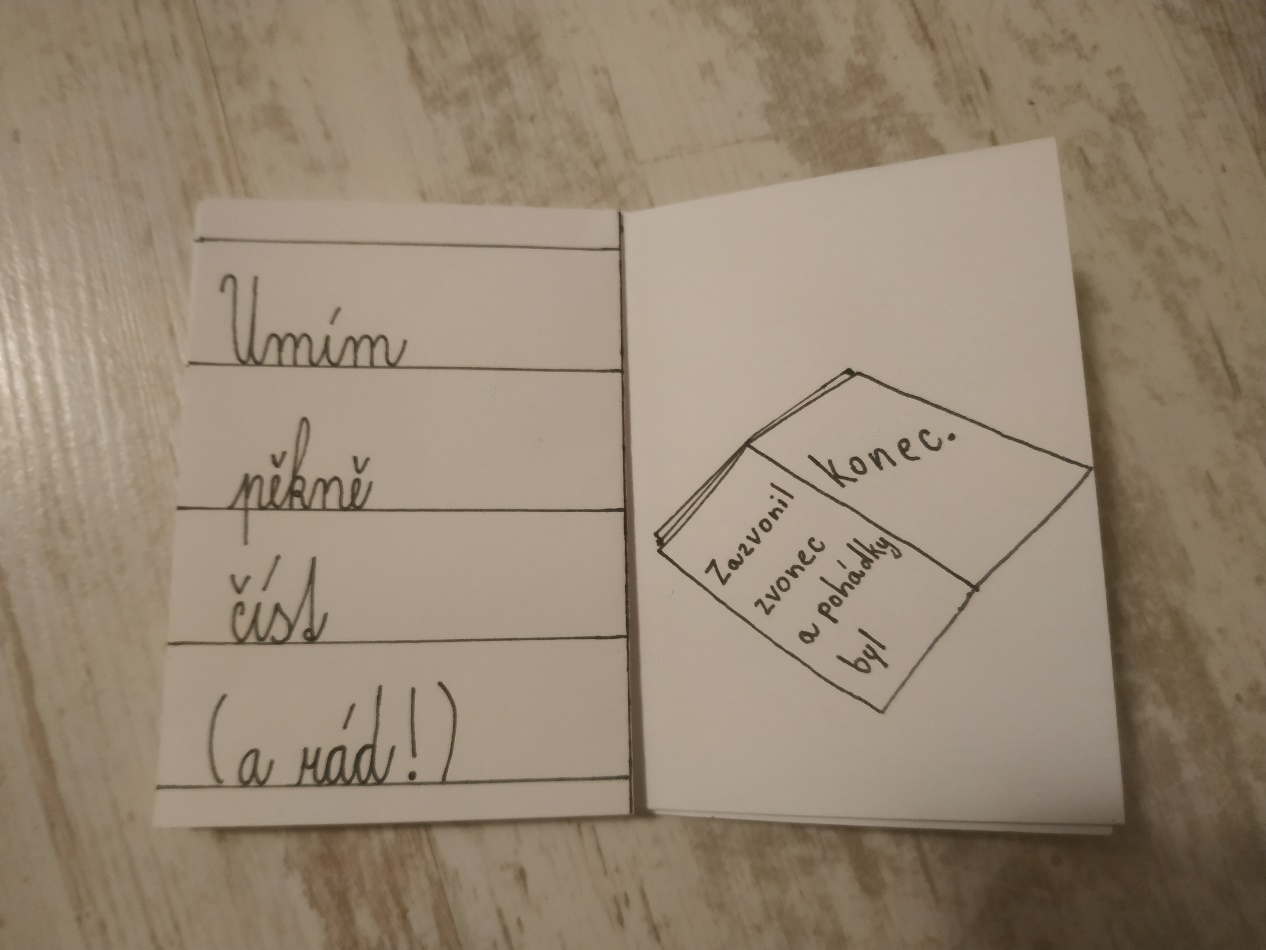 Umím
pěkně
číst
(a rád!)
Zazvonil
zvonec
a pohádky
byl
Konec.